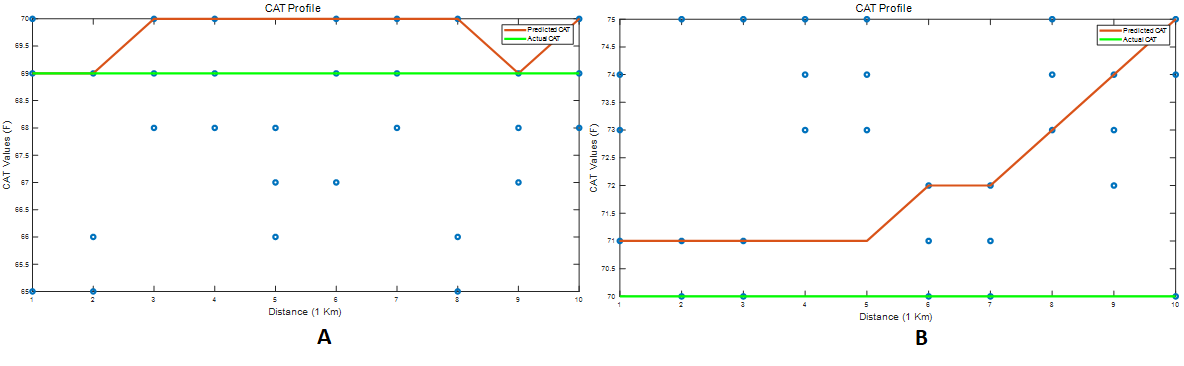 CAT Profile
70
69.5
69
68.5
68
67.5
67
66.5
66
65.5
65
CAT Values (F)
1 2 3 4 5 6 7 8 9 10
Distance (1 Km)
Predicted CAT
Actual CAT
A
CAT Profile
75
74.5
74
73.5
73
72.5
72
71.5
71
70.5
70
CAT Values (F)
1 2 3 4 5 6 7 8 9 10
Distance (1 Km)
Predicted CAT
Actual CAT
B